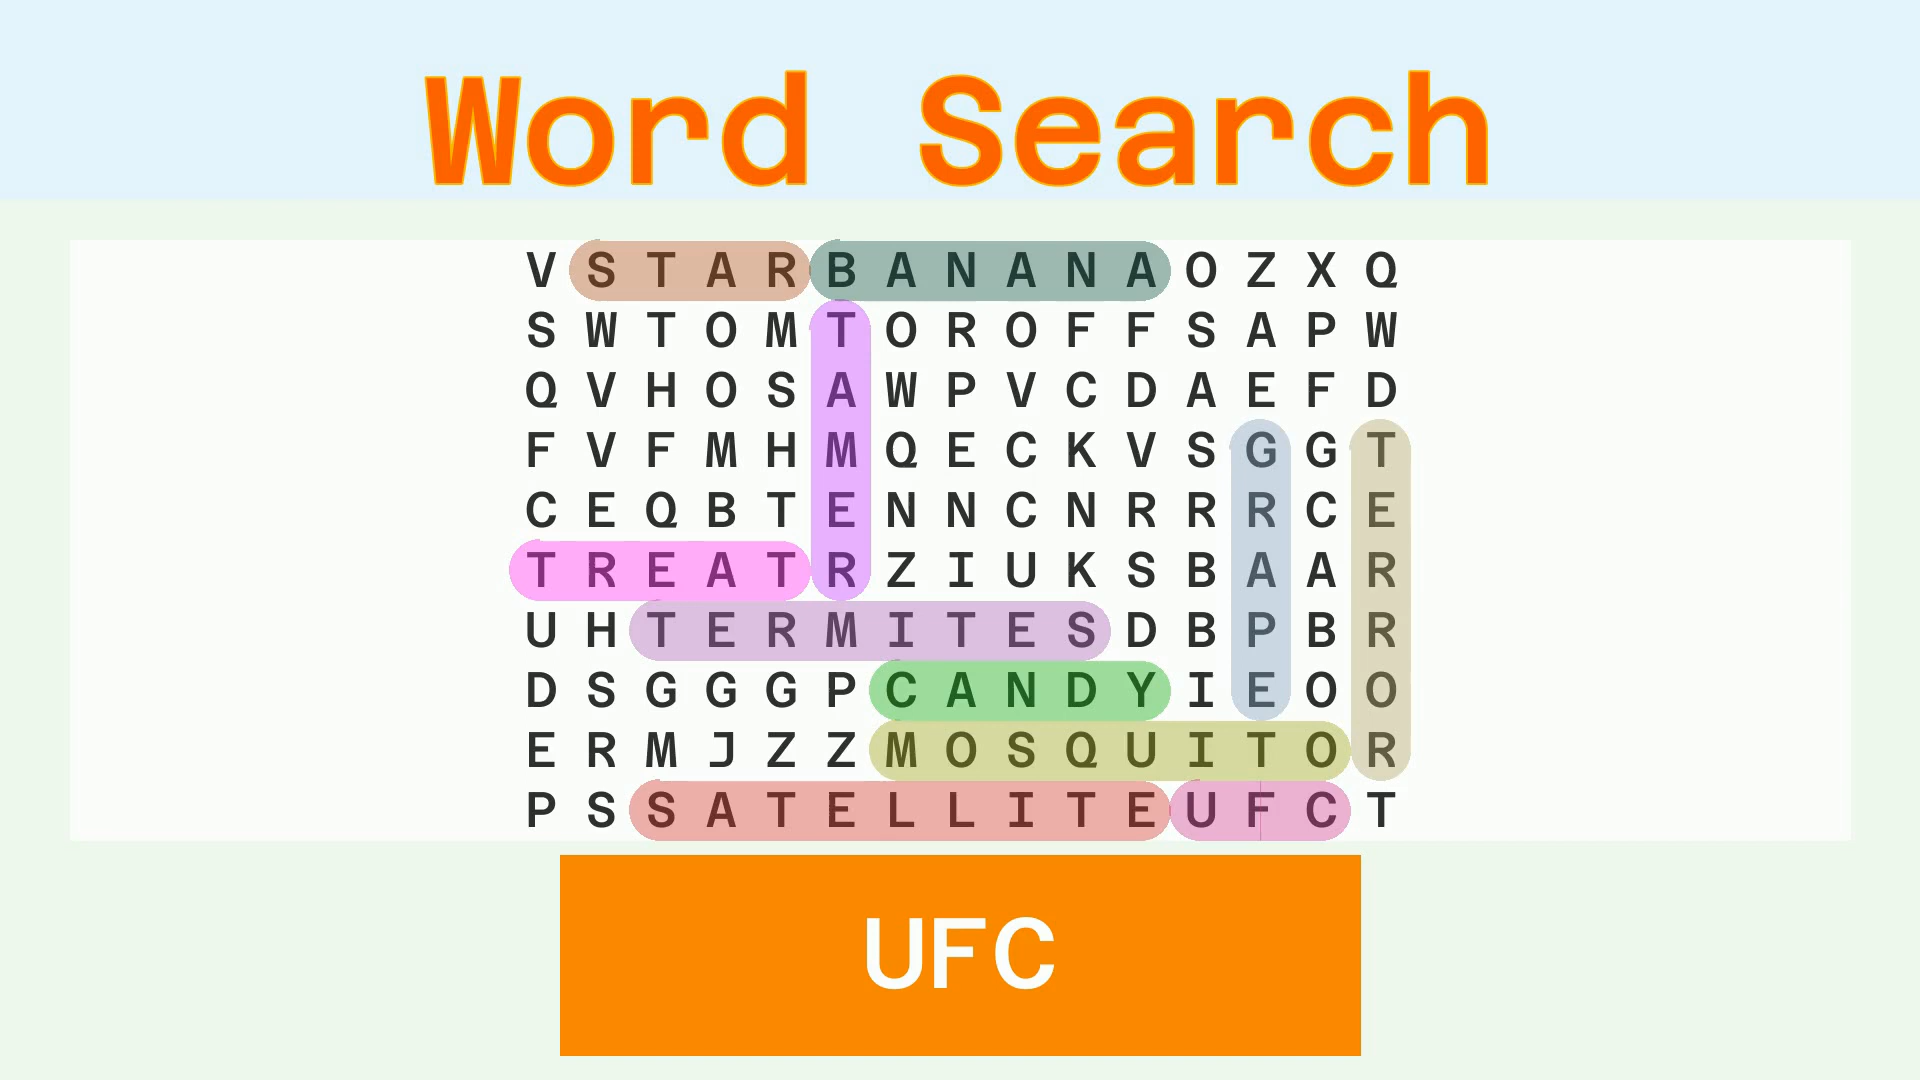 Word Search
V S T A R B A N A N A O Z X Q
S W T O M T O R O F F S A P W
Q V H O S A W P V C D A E F D
F V F M H M Q E C K V S G G T
C E Q B T E N N C N R R R C E
T R E A T R Z I U K S B A A R
U H T E R M I T E S D B P B R
D S G G G P C A N D Y I E O O
E R M J Z Z M O S Q U I T O R
P S S A T E L L I T E U F C T
UFC